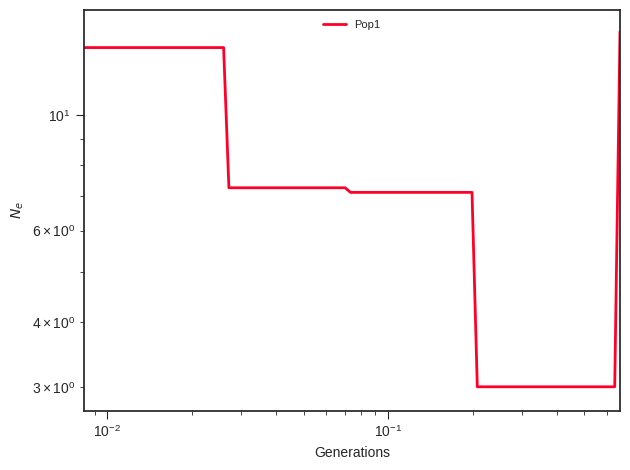 Pop1
10¹
6 × 10⁰
4 × 10⁰
3 × 10⁰
Nₑ
10⁻²
10⁻¹
Generations